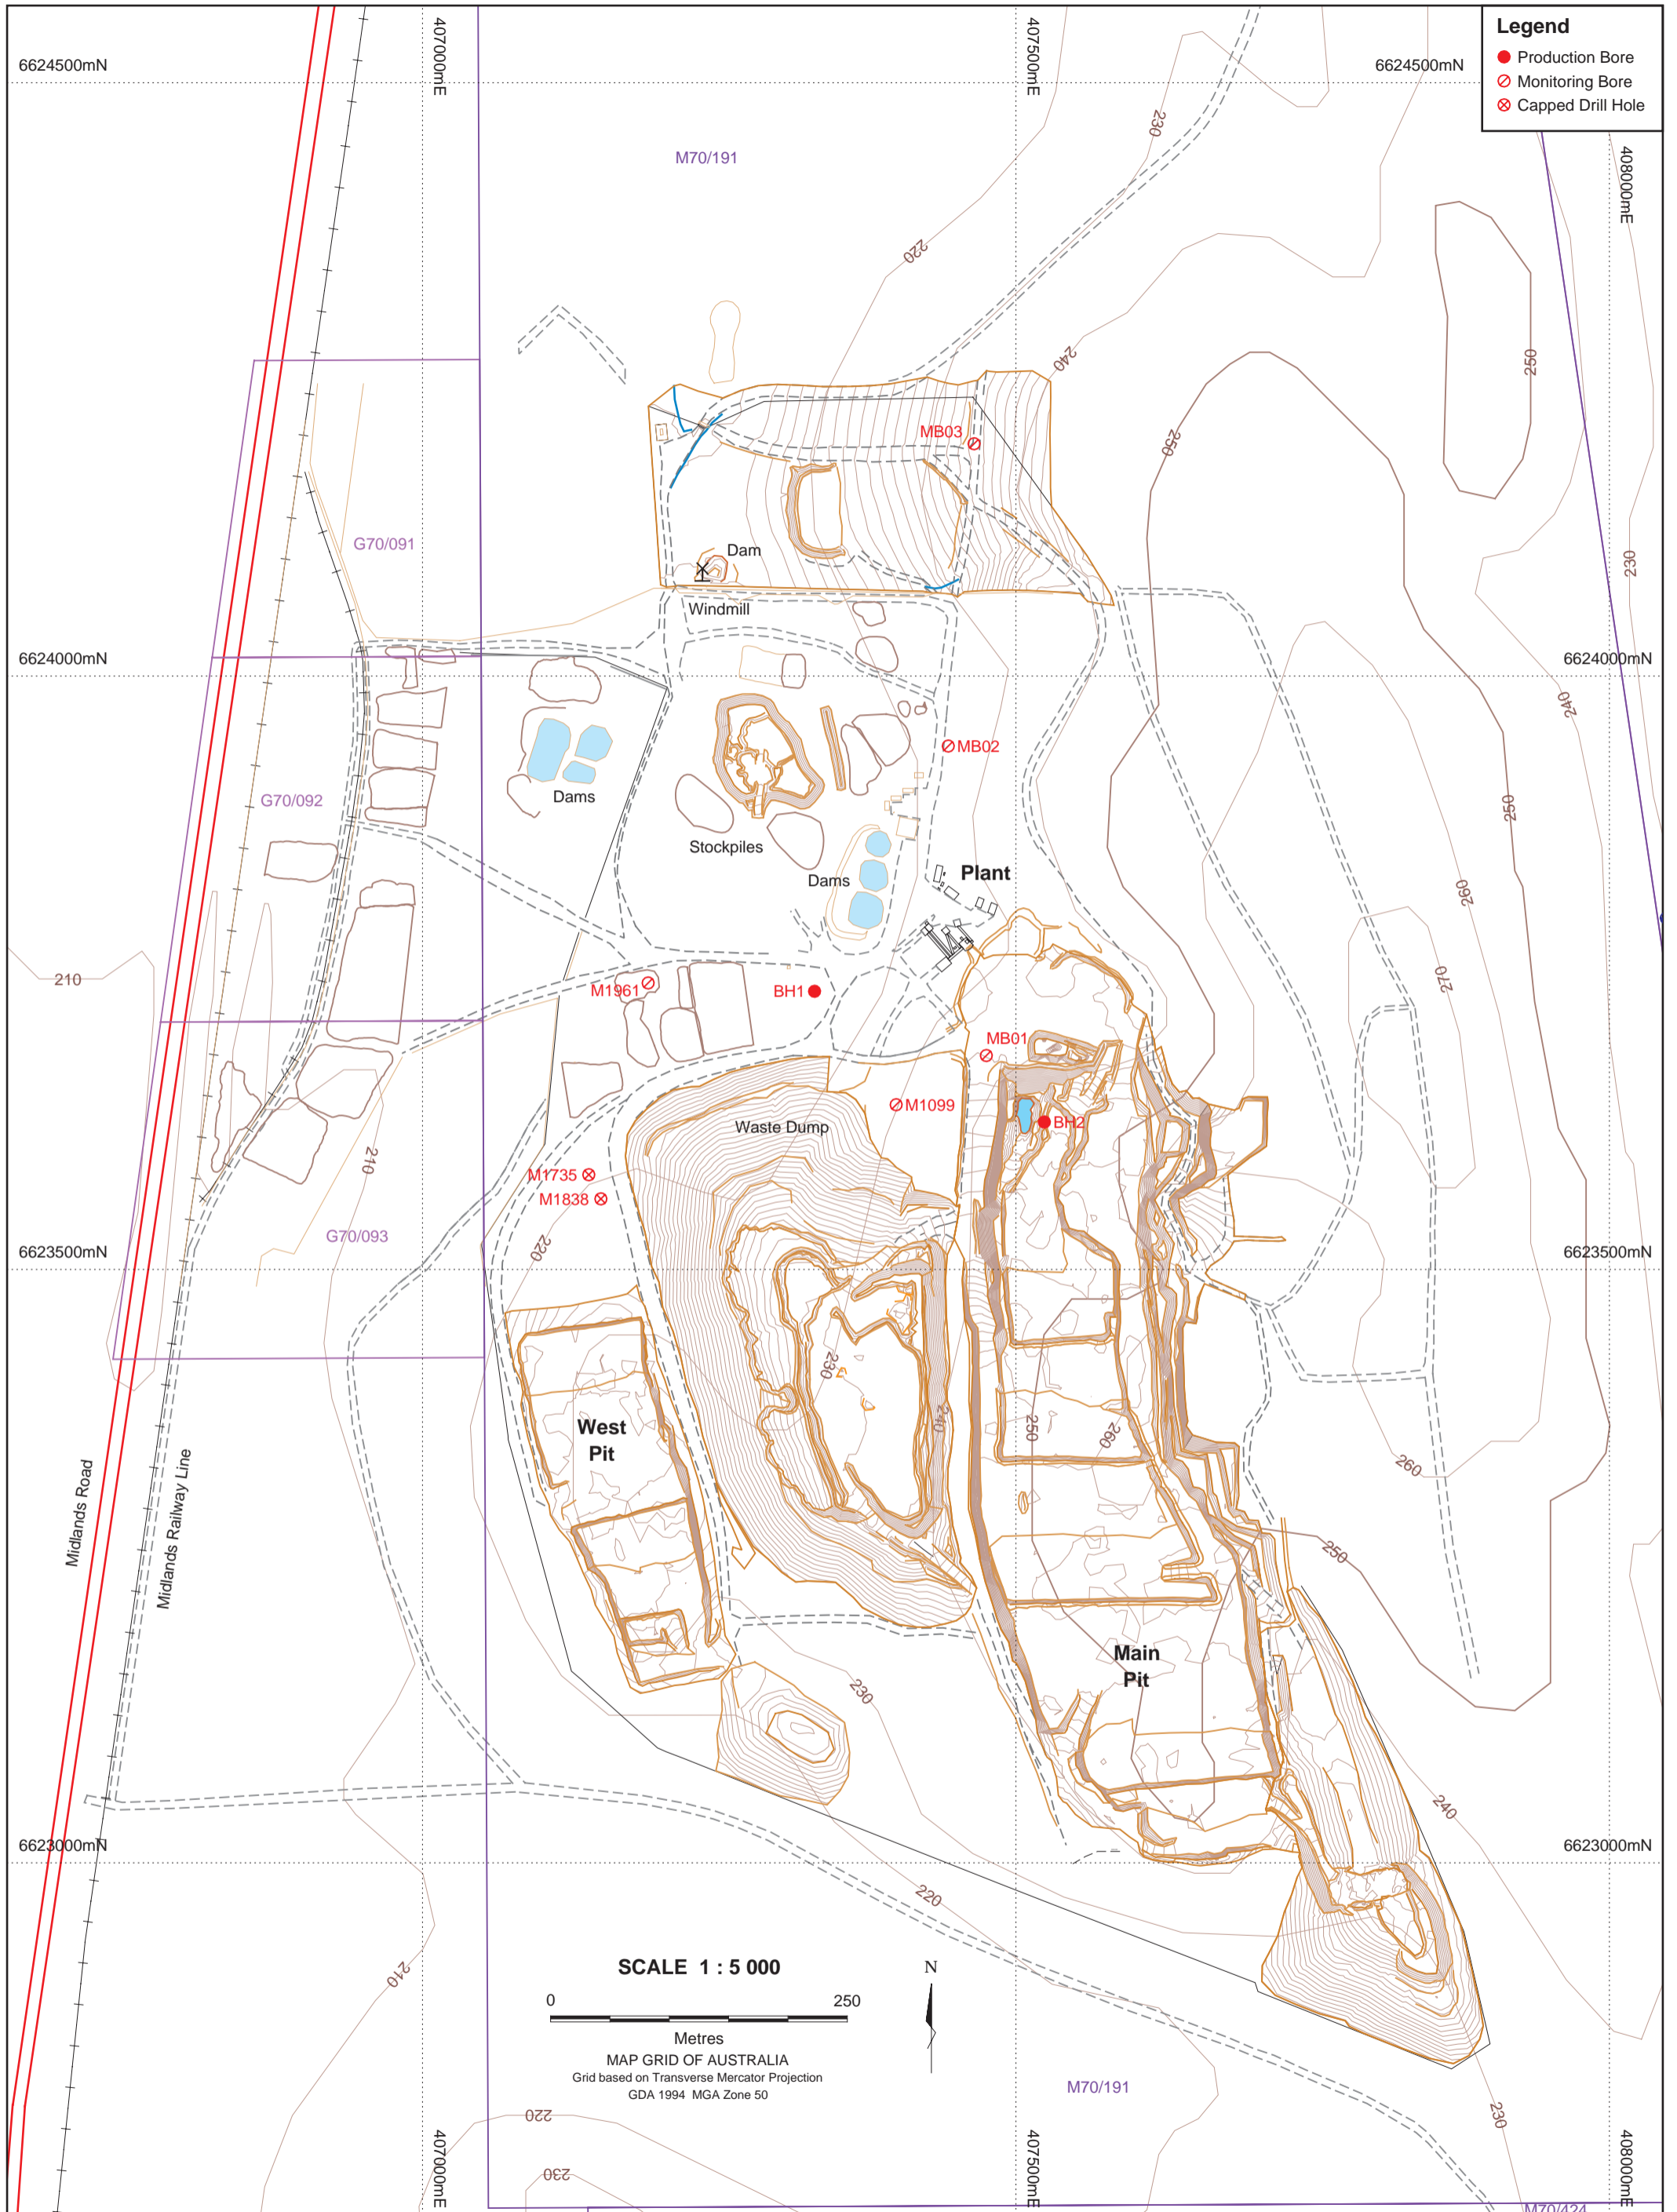 Legend
Production Bore
Monitoring Bore
Capped Drill Hole
407000mE
407500mE
6624500mN
6624500mN
408000mE
230
M70/191
220
240
250
250
MB03
G70/091
230
Dam
Windmill
6624000mN
6624000mN
240
MB02
G70/092
Dams
250
Stockpiles
Plant
Dams
260
210
270
M1961
BH1
MB01
M1099
BH2
Waste Dump
210
M1735
M1838
G70/093
220
6623500mN
6623500mN
230
240
250
260
West
Pit
260
Midlands Road
Midlands Railway Line
250
Main
Pit
230
240
6623000mN
6623000mN
220
210
SCALE 1 : 5 000
N
0 250
Metres
MAP GRID OF AUSTRALIA
Grid based on Transverse Mercator Projection
GDA 1994 MGA Zone 50
M70/191
220
230
230
407000mE
407500mE
408000mE
M70/424